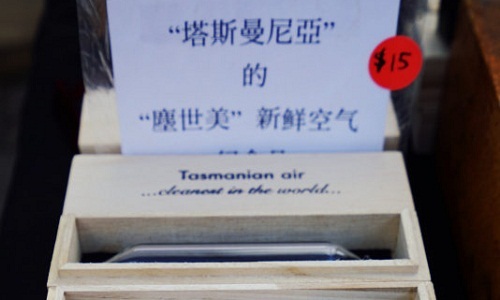 “塔斯曼尼亞”
的
“塵世美”新鮮空气
$15
Tasmanian air
...cleanest in the world...